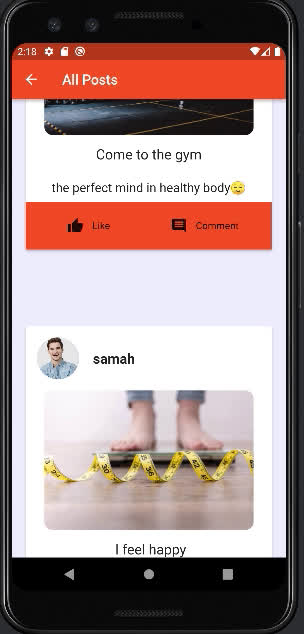 2:18
All Posts
Come to the gym
the perfect mind in healthy body😌
Like
Comment
samah
I feel happy